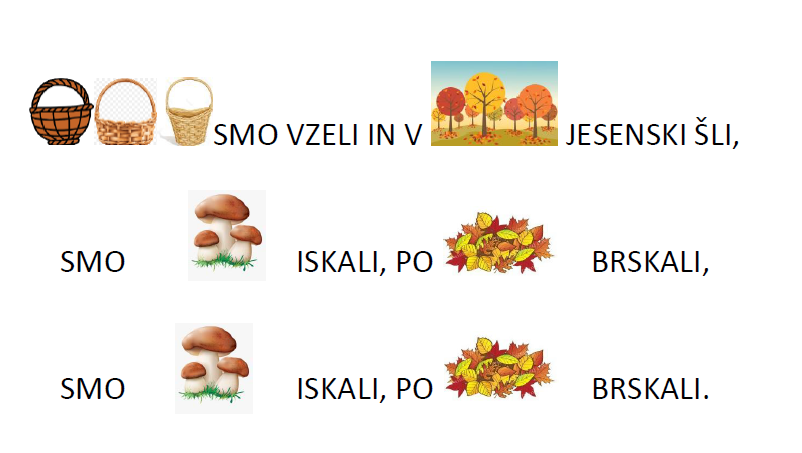 SMO VZELI IN V JESENSKI ŠLI,
SMO ISKALI, PO BRSKALI,
SMO ISKALI, PO BRSKALI.